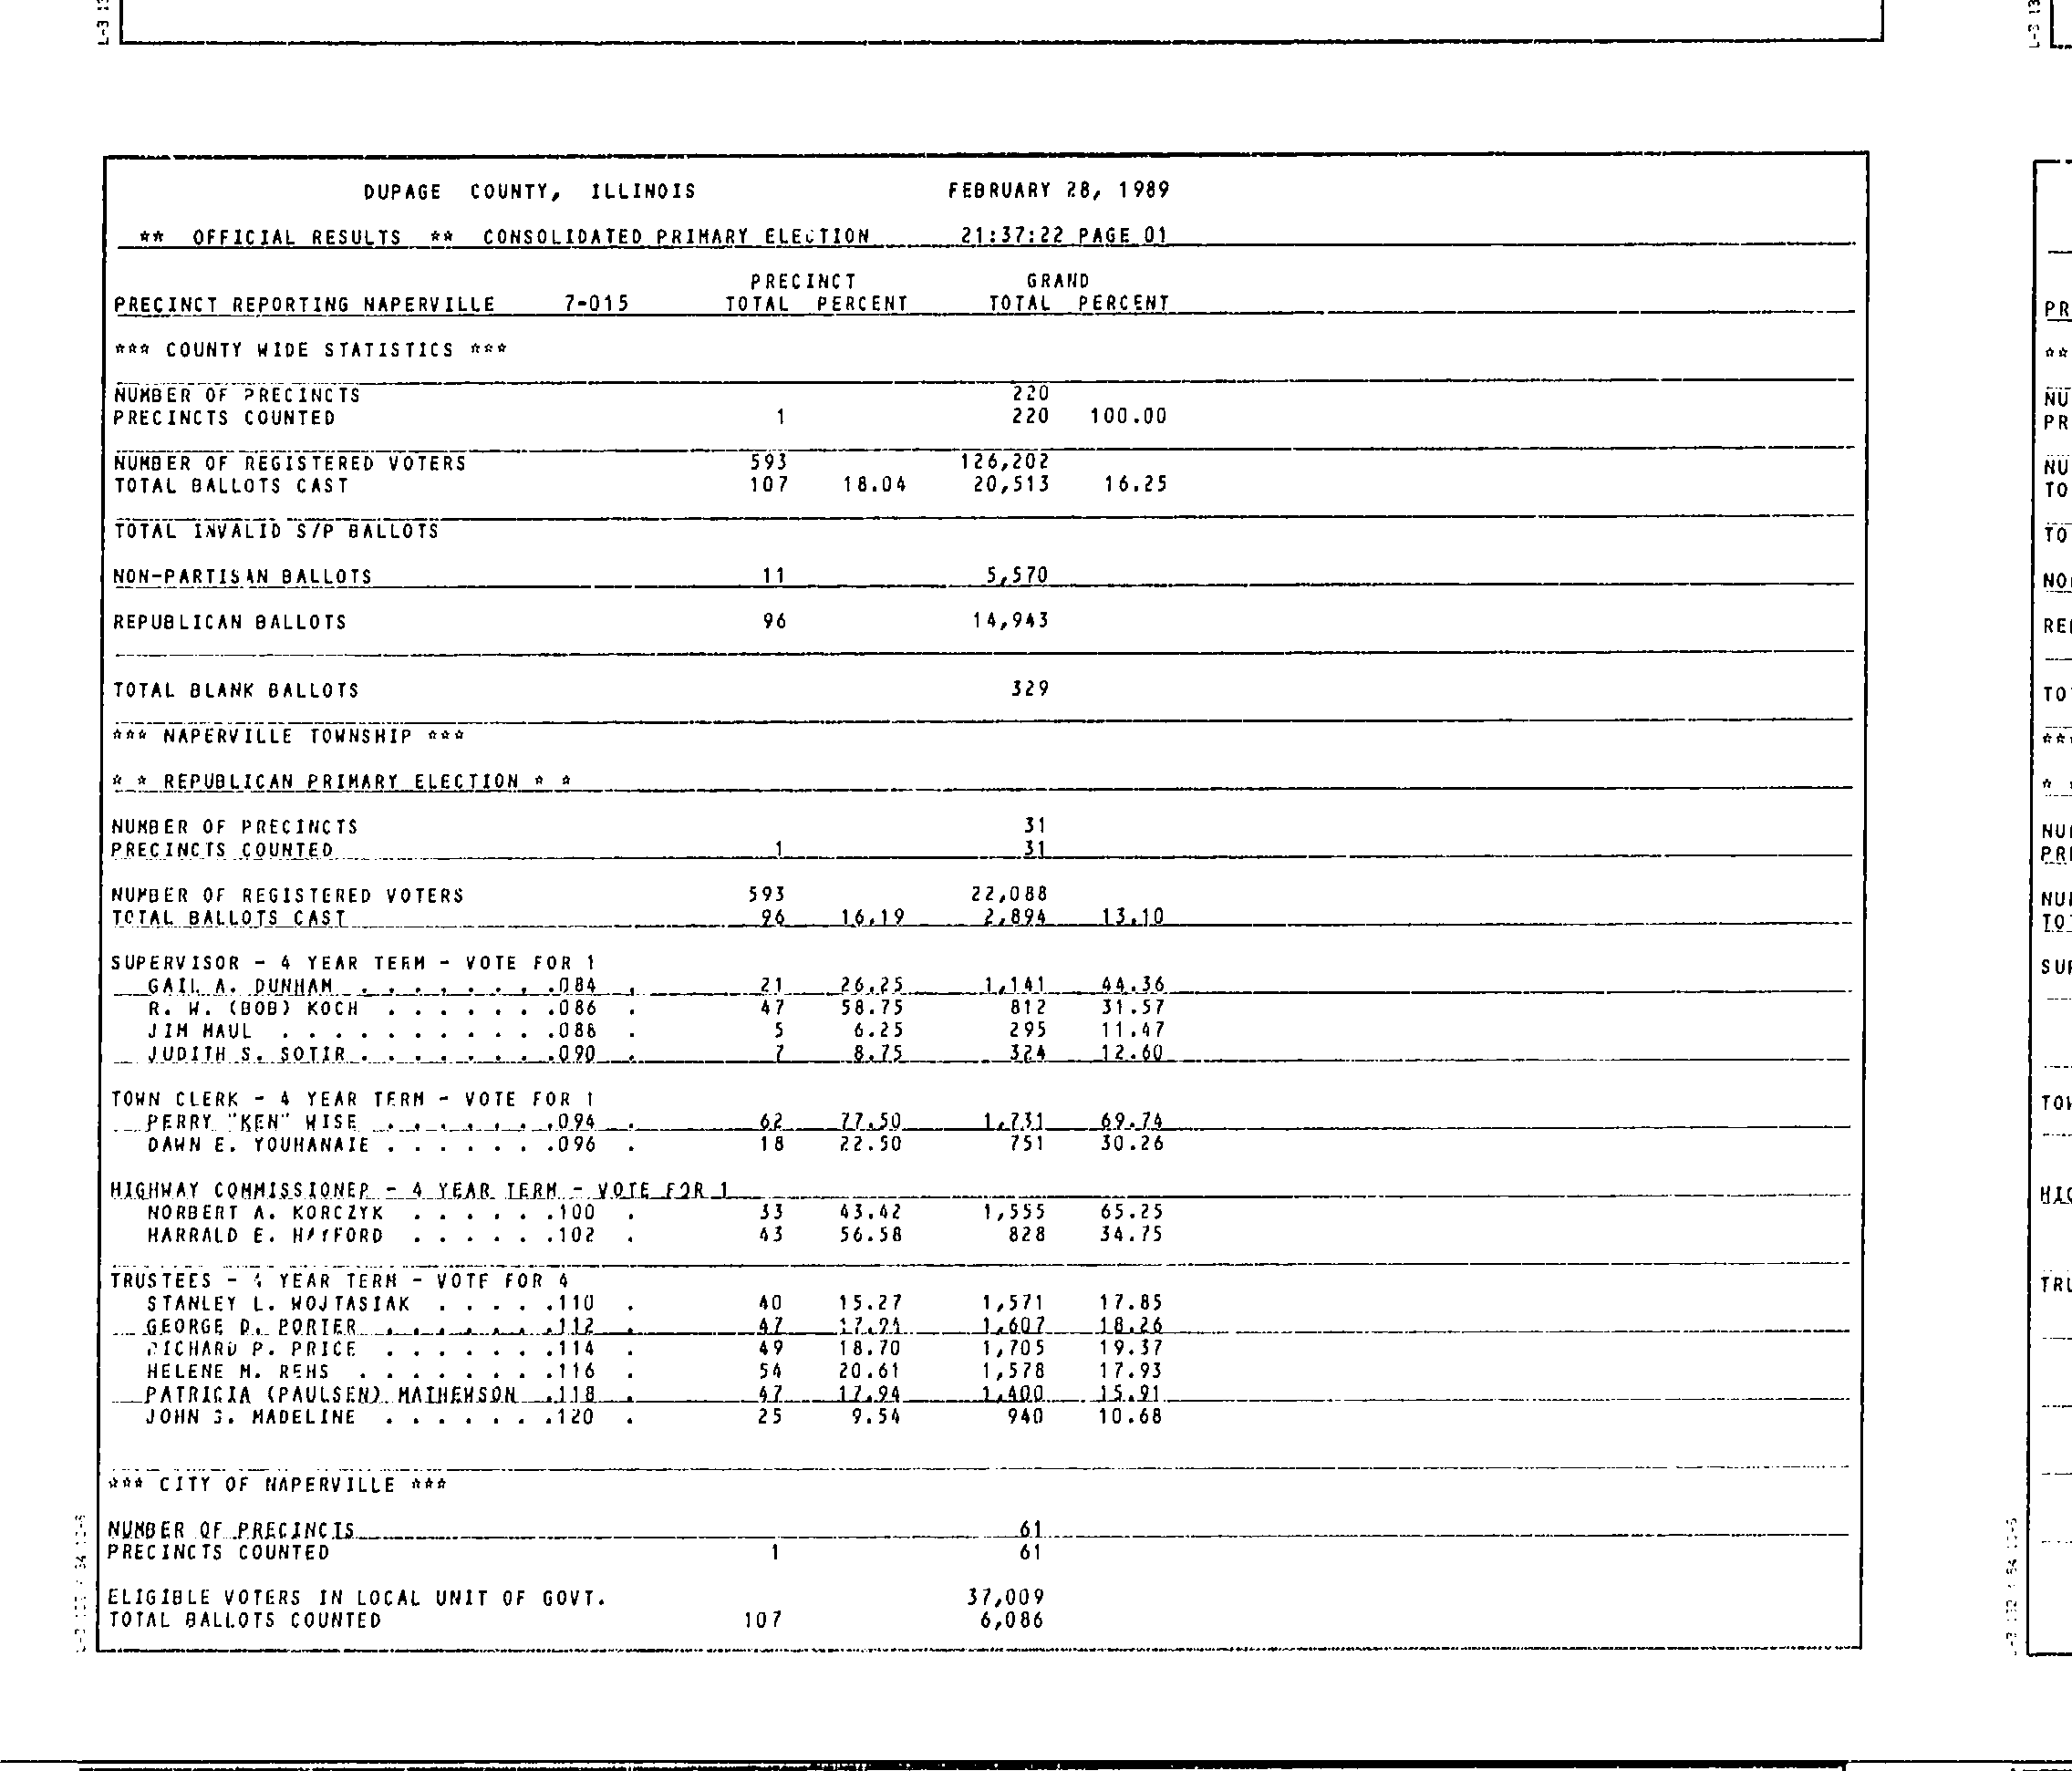 DUPAGE COUNTY, ILLINOIS FEBRUARY 28, 1989
** OFFICIAL RESULTS ** CONSOLIDATED PRIMARY ELECTION 21:37:22 PAGE 01
PRECINCT GRAND
PRECINCT REPORTING NAPERVILLE 7-015 TOTAL PERCENT TOTAL PERCENT
*** COUNTY WIDE STATISTICS ***
NUMBER OF PRECINCTS 220
PRECINCTS COUNTED 1 220 100.00
NUMBER OF REGISTERED VOTERS 593 126,202
TOTAL BALLOTS CAST 107 18.04 20,513 16.25
TOTAL INVALID S/P BALLOTS
NON-PARTISAN BALLOTS 11 5,570
REPUBLICAN BALLOTS 96 14,943
TOTAL BLANK BALLOTS 329
*** NAPERVILLE TOWNSHIP ***
* * REPUBLICAN PRIMARY ELECTION * *
NUMBER OF PRECINCTS 31
PRECINCTS COUNTED 1 31
NUMBER OF REGISTERED VOTERS 593 22,088
TOTAL BALLOTS CAST 96 16.19 2,894 13.10
SUPERVISOR - 4 YEAR TERM - VOTE FOR 1
GAIL A. DUNHAM . . . . . . . .084 . 21 26.25 1,141 44.36
R. W. (BOB) KOCH . . . . . . .086 . 47 58.75 812 31.57
JIM HAUL . . . . . . . . . . .088 . 5 6.25 295 11.47
JUDITH S. SOTIR . . . . . . . .090 . 7 8.75 324 12.60
TOWN CLERK - 4 YEAR TERM - VOTE FOR 1
PERRY "KEN" WISE . . . . . . .094 . 62 77.50 1,731 69.74
DAWN E. YOUHANAIE . . . . . . .096 . 18 22.50 751 30.26
HIGHWAY COMMISSIONER - 4 YEAR TERM - VOTE FOR 1
NORBERT A. KORCZYK . . . . . .100 . 33 43.42 1,555 65.25
HARRALD E. HAYFORD . . . . . .102 . 43 56.58 828 34.75
TRUSTEES - 4 YEAR TERM - VOTE FOR 4
STANLEY L. WOJTASIAK . . . . .110 . 40 15.27 1,571 17.85
GEORGE D. PORTER . . . . . . .112 . 47 17.94 1,607 18.26
RICHARD P. PRICE . . . . . . .114 . 49 18.70 1,705 19.37
HELENE M. REHS . . . . . . . .116 . 54 20.61 1,578 17.93
PATRICIA (PAULSEN) MATHEWSON .118 . 47 17.94 1,400 15.91
JOHN G. MADELINE . . . . . . .120 . 25 9.54 940 10.68
*** CITY OF NAPERVILLE ***
NUMBER OF PRECINCTS 61
PRECINCTS COUNTED 1 61
ELIGIBLE VOTERS IN LOCAL UNIT OF GOVT. 37,009
TOTAL BALLOTS COUNTED 107 6,086